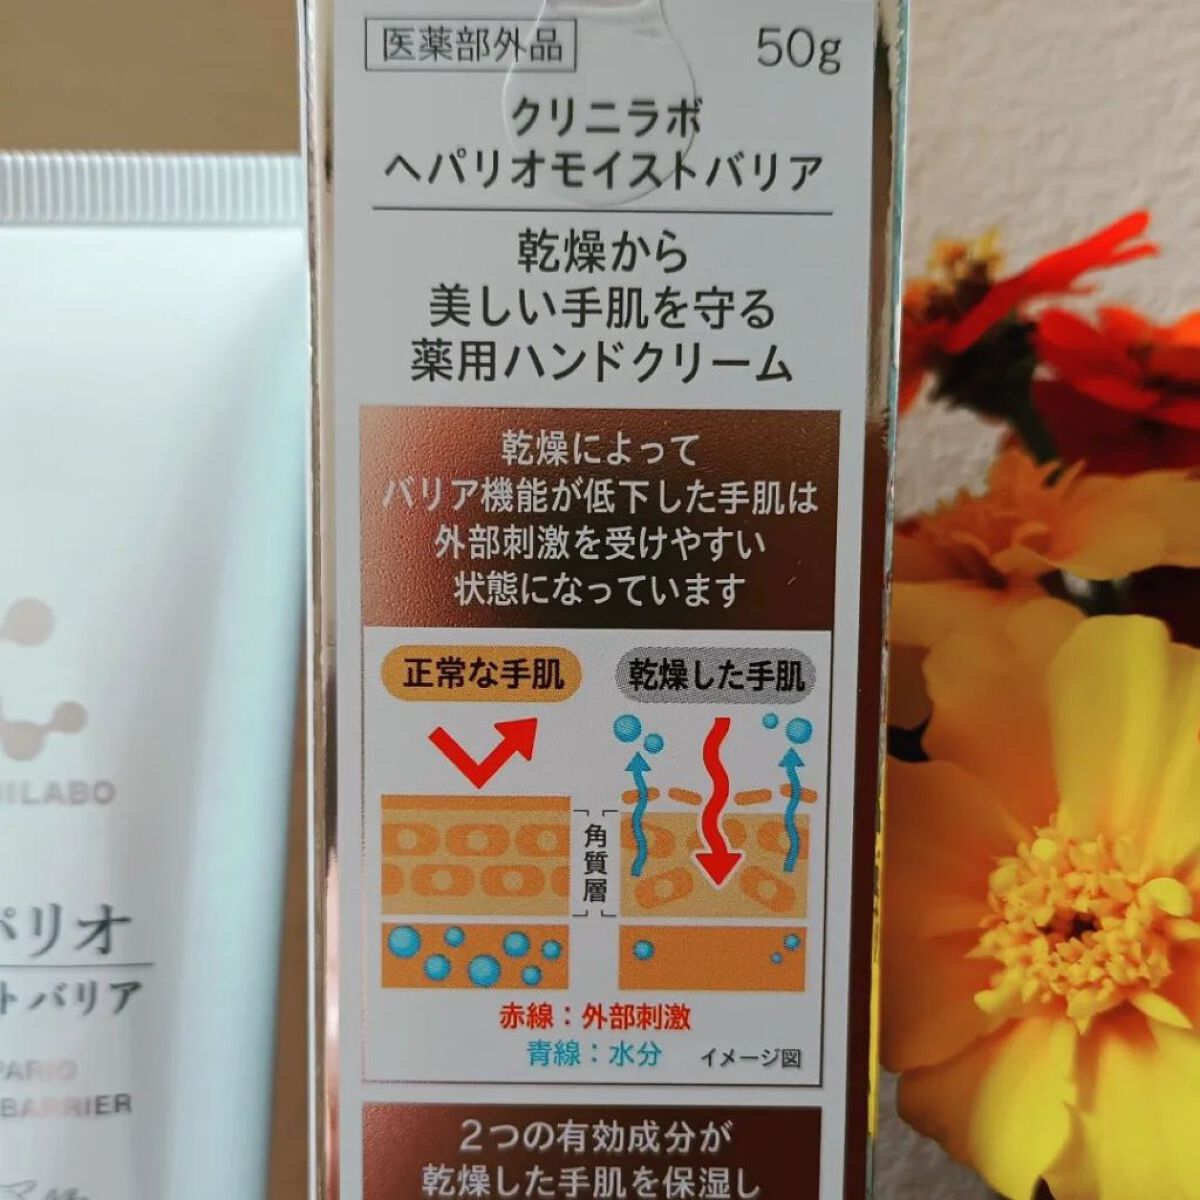 医薬部外品
50g
クリニラボ
ヘパリオモイストバリア
乾燥から
美しい手肌を守る
薬用ハンドクリーム
乾燥によって
バリア機能が低下した手肌は
外部刺激を受けやすい
状態になっています
正常な手肌
乾燥した手肌
角質層
赤線：外部刺激
青線：水分
イメージ図
2つの有効成分が
乾燥した手肌を保湿し
ILABO
パリオ
トバリア
PARIO
BARRIER